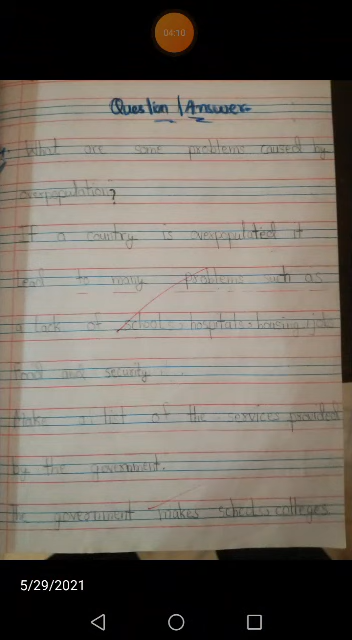 04:10
Question / Answer
What are some problems caused by
overpopulation?
If a country is overpopulated it
lead to many problems such as
a lack of schools, hospitals, housing, job
food and security
Make a list of the services provided
by the government.
The government makes schools, colleges
5/29/2021